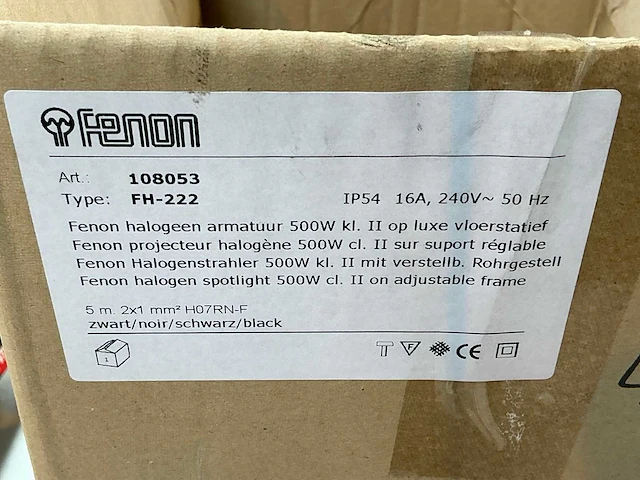 Fenon
Art.: 108053
Type: FH-222 IP54 16A, 240V~ 50 Hz
Fenon halogeen armatuur 500W kl. II op luxe vloerstatief
Fenon projecteur halogène 500W cl. II sur suport réglable
Fenon Halogenstrahler 500W kl. II mit verstellb. Rohrgestell
Fenon halogen spotlight 500W cl. II on adjustable frame
5 m. 2x1 mm² H07RN-F
zwart/noir/schwarz/black
1 T F CE